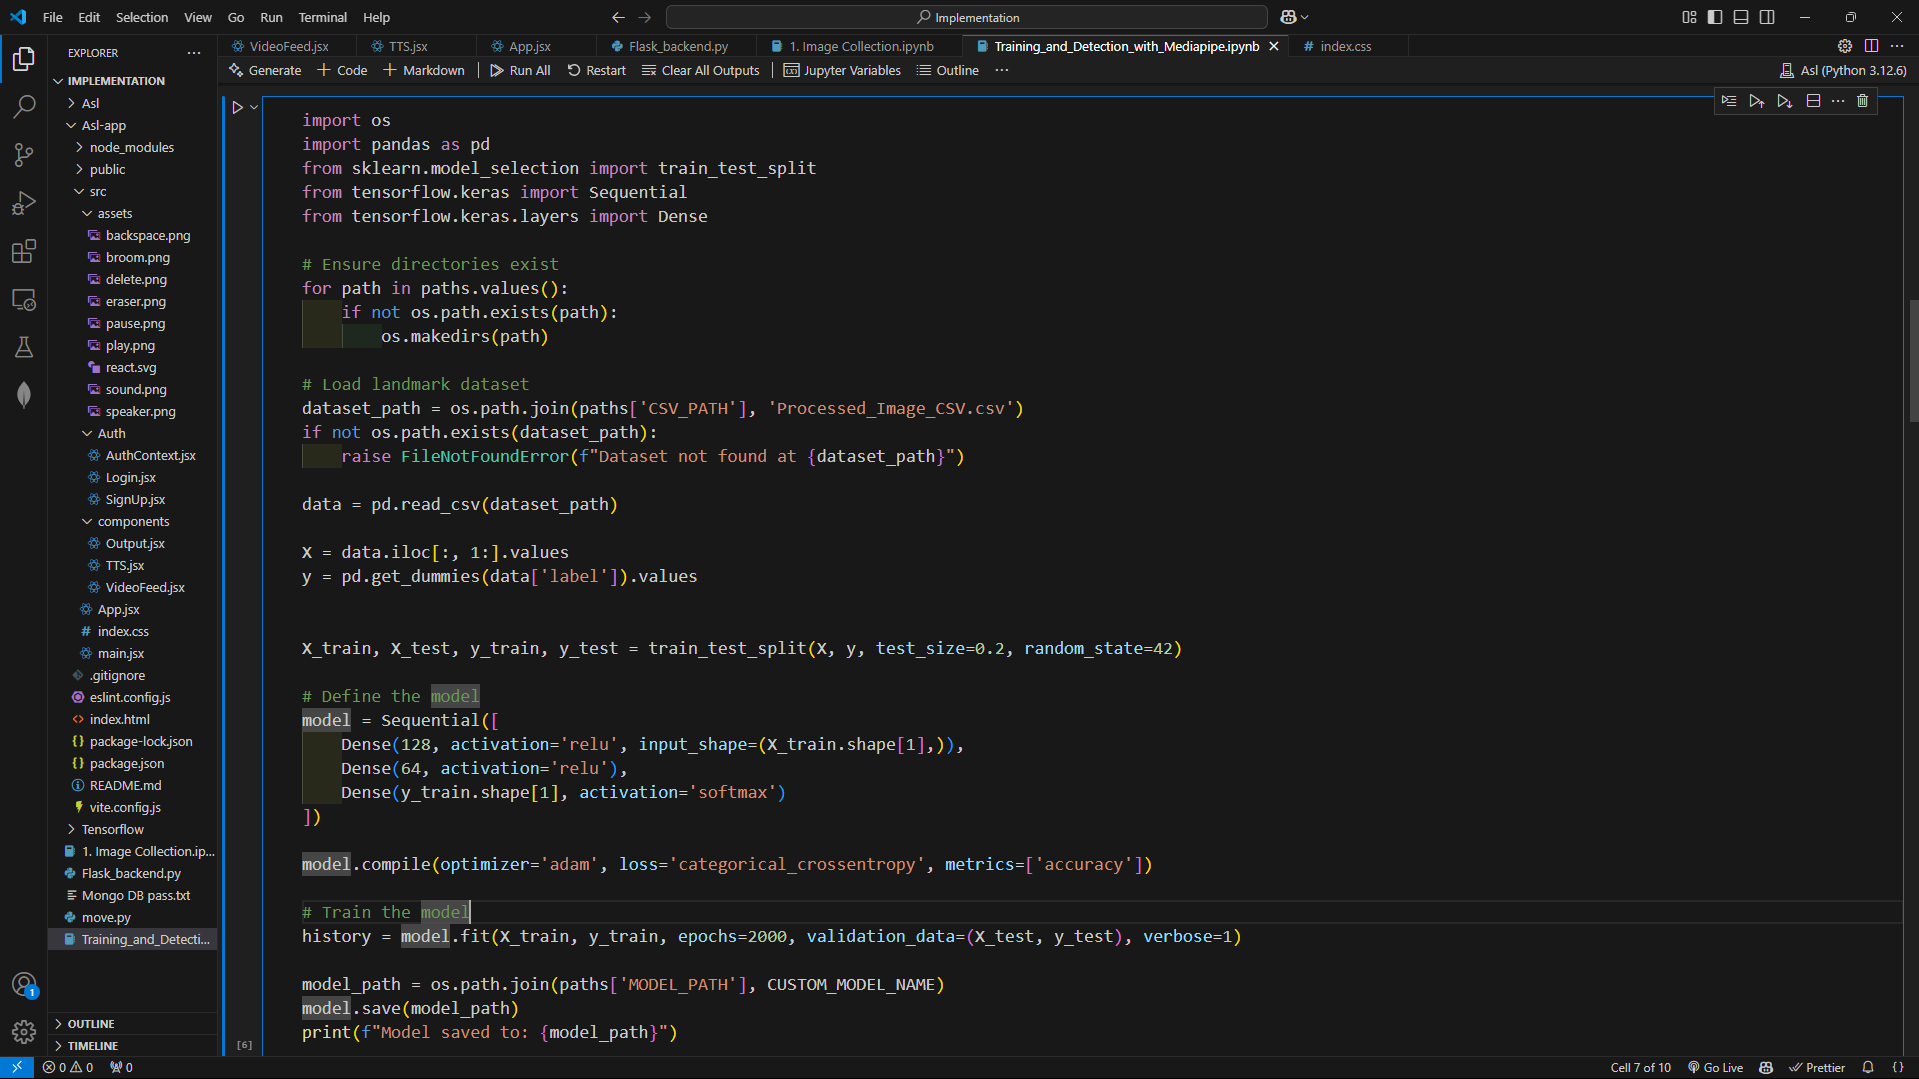 File Edit Selection View Go Run Terminal Help
Implementation
EXPLORER
VideoFeed.jsx TTS.jsx App.jsx Flask_backend.py 1. Image Collection.ipynb Training_and_Detection_with_Mediapipe.ipynb index.css
Generate Code Markdown Run All Restart Clear All Outputs Jupyter Variables Outline
Asl (Python 3.12.6)
IMPLEMENTATION
Asl
Asl-app
node_modules
public
src
assets
backspace.png
broom.png
delete.png
eraser.png
pause.png
play.png
react.svg
sound.png
speaker.png
Auth
AuthContext.jsx
Login.jsx
SignUp.jsx
components
Output.jsx
TTS.jsx
VideoFeed.jsx
App.jsx
# index.css
main.jsx
.gitignore
eslint.config.js
<> index.html
{} package-lock.json
{} package.json
README.md
vite.config.js
Tensorflow
1. Image Collection.ip...
Flask_backend.py
Mongo DB pass.txt
move.py
Training_and_Detecti...
OUTLINE
TIMELINE
1
import os
import pandas as pd
from sklearn.model_selection import train_test_split
from tensorflow.keras import Sequential
from tensorflow.keras.layers import Dense
# Ensure directories exist
for path in paths.values():
if not os.path.exists(path):
os.makedirs(path)
# Load landmark dataset
dataset_path = os.path.join(paths['CSV_PATH'], 'Processed_Image_CSV.csv')
if not os.path.exists(dataset_path):
raise FileNotFoundError(f"Dataset not found at {dataset_path}")
data = pd.read_csv(dataset_path)
X = data.iloc[:, 1:].values
y = pd.get_dummies(data['label']).values
X_train, X_test, y_train, y_test = train_test_split(X, y, test_size=0.2, random_state=42)
# Define the model
model = Sequential([
Dense(128, activation='relu', input_shape=(X_train.shape[1],)),
Dense(64, activation='relu'),
Dense(y_train.shape[1], activation='softmax')
])
model.compile(optimizer='adam', loss='categorical_crossentropy', metrics=['accuracy'])
# Train the model
history = model.fit(X_train, y_train, epochs=2000, validation_data=(X_test, y_test), verbose=1)
model_path = os.path.join(paths['MODEL_PATH'], CUSTOM_MODEL_NAME)
model.save(model_path)
print(f"Model saved to: {model_path}")
[6]
0 0 0
Cell 7 of 10 Go Live Prettier {}